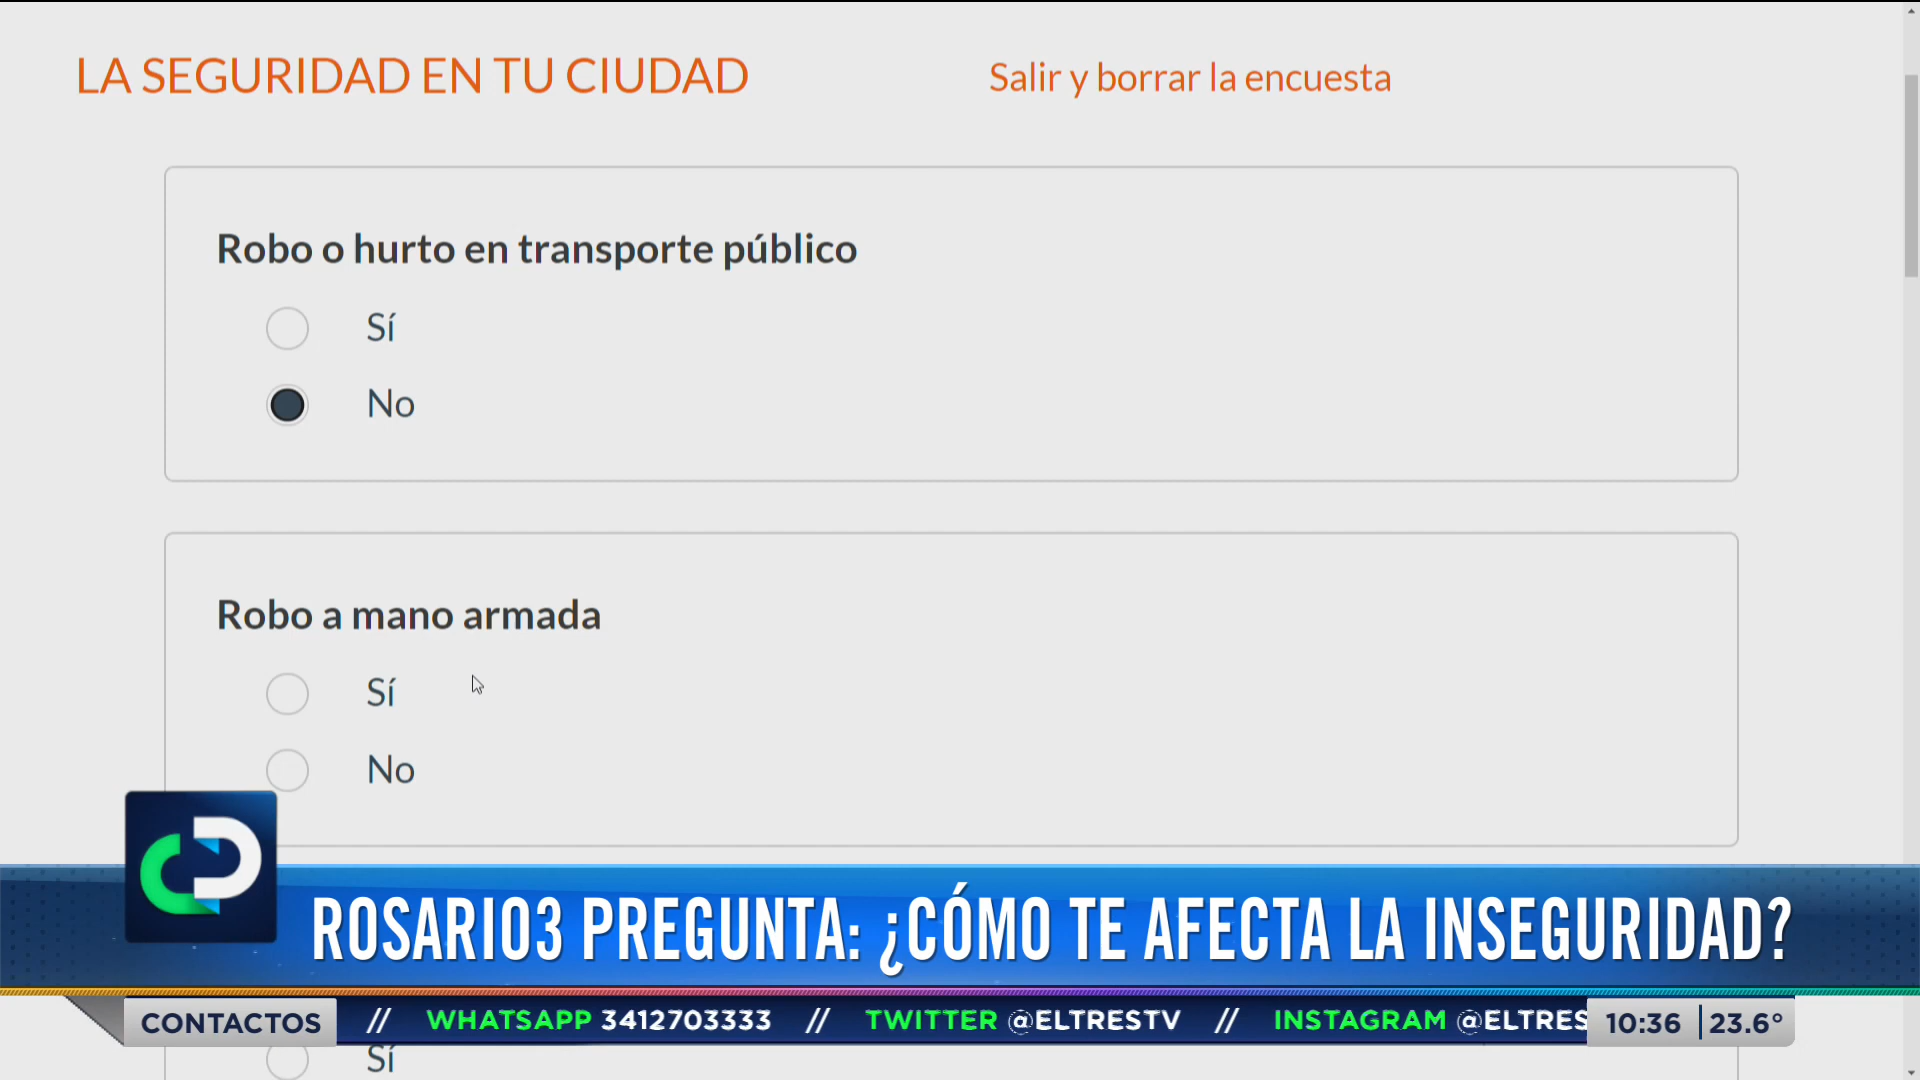 LA SEGURIDAD EN TU CIUDAD
Salir y borrar la encuesta
Robo o hurto en transporte público
Sí
No
Robo a mano armada
Sí
No
ROSARIO3 PREGUNTA: ¿CÓMO TE AFECTA LA INSEGURIDAD?
CONTACTOS // WHATSAPP 3412703333 // TWITTER @ELTRESTV // INSTAGRAM @ELTRES 10:36 23.6°
Sí